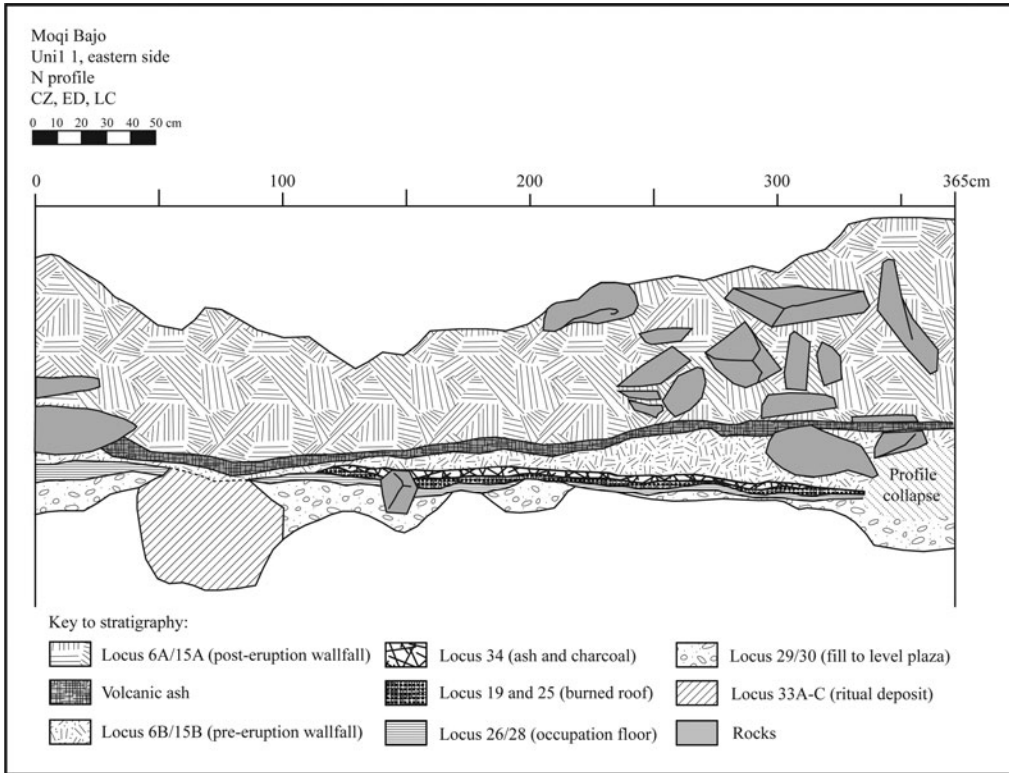 Moqi Bajo
Uni1 1, eastern side
N profile
CZ, ED, LC
0 10 20 30 40 50 cm
0 100 200 300 365cm
Profile
collapse
Key to stratigraphy:
Locus 6A/15A (post-eruption wallfall)
Locus 34 (ash and charcoal)
Locus 29/30 (fill to level plaza)
Volcanic ash
Locus 19 and 25 (burned roof)
Locus 33A-C (ritual deposit)
Locus 6B/15B (pre-eruption wallfall)
Locus 26/28 (occupation floor)
Rocks